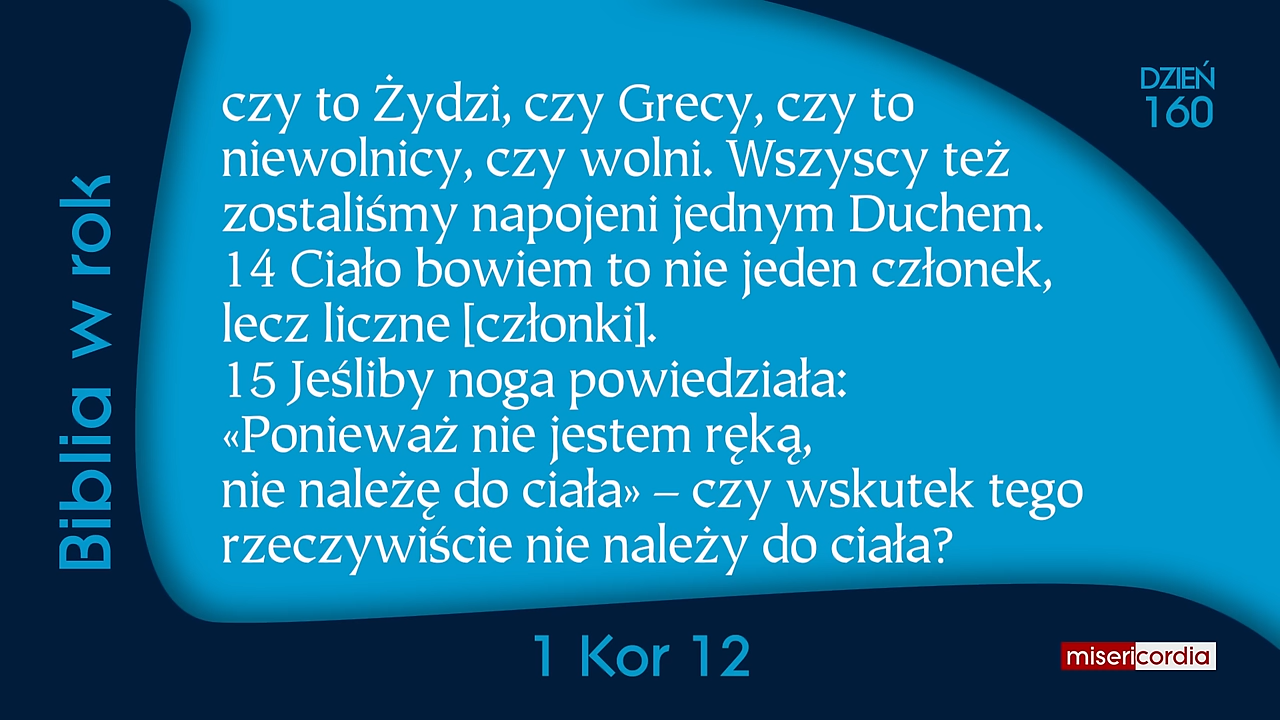 czy to Żydzi, czy Grecy, czy to
niewolnicy, czy wolni. Wszyscy też
zostaliśmy napojeni jednym Duchem.
14 Ciało bowiem to nie jeden członek,
lecz liczne [członki].
15 Jeśliby noga powiedziała:
«Ponieważ nie jestem ręką,
nie należę do ciała» – czy wskutek tego
rzeczywiście nie należy do ciała?
DZIEŃ
160
Biblia w rok
1 Kor 12
misericordia